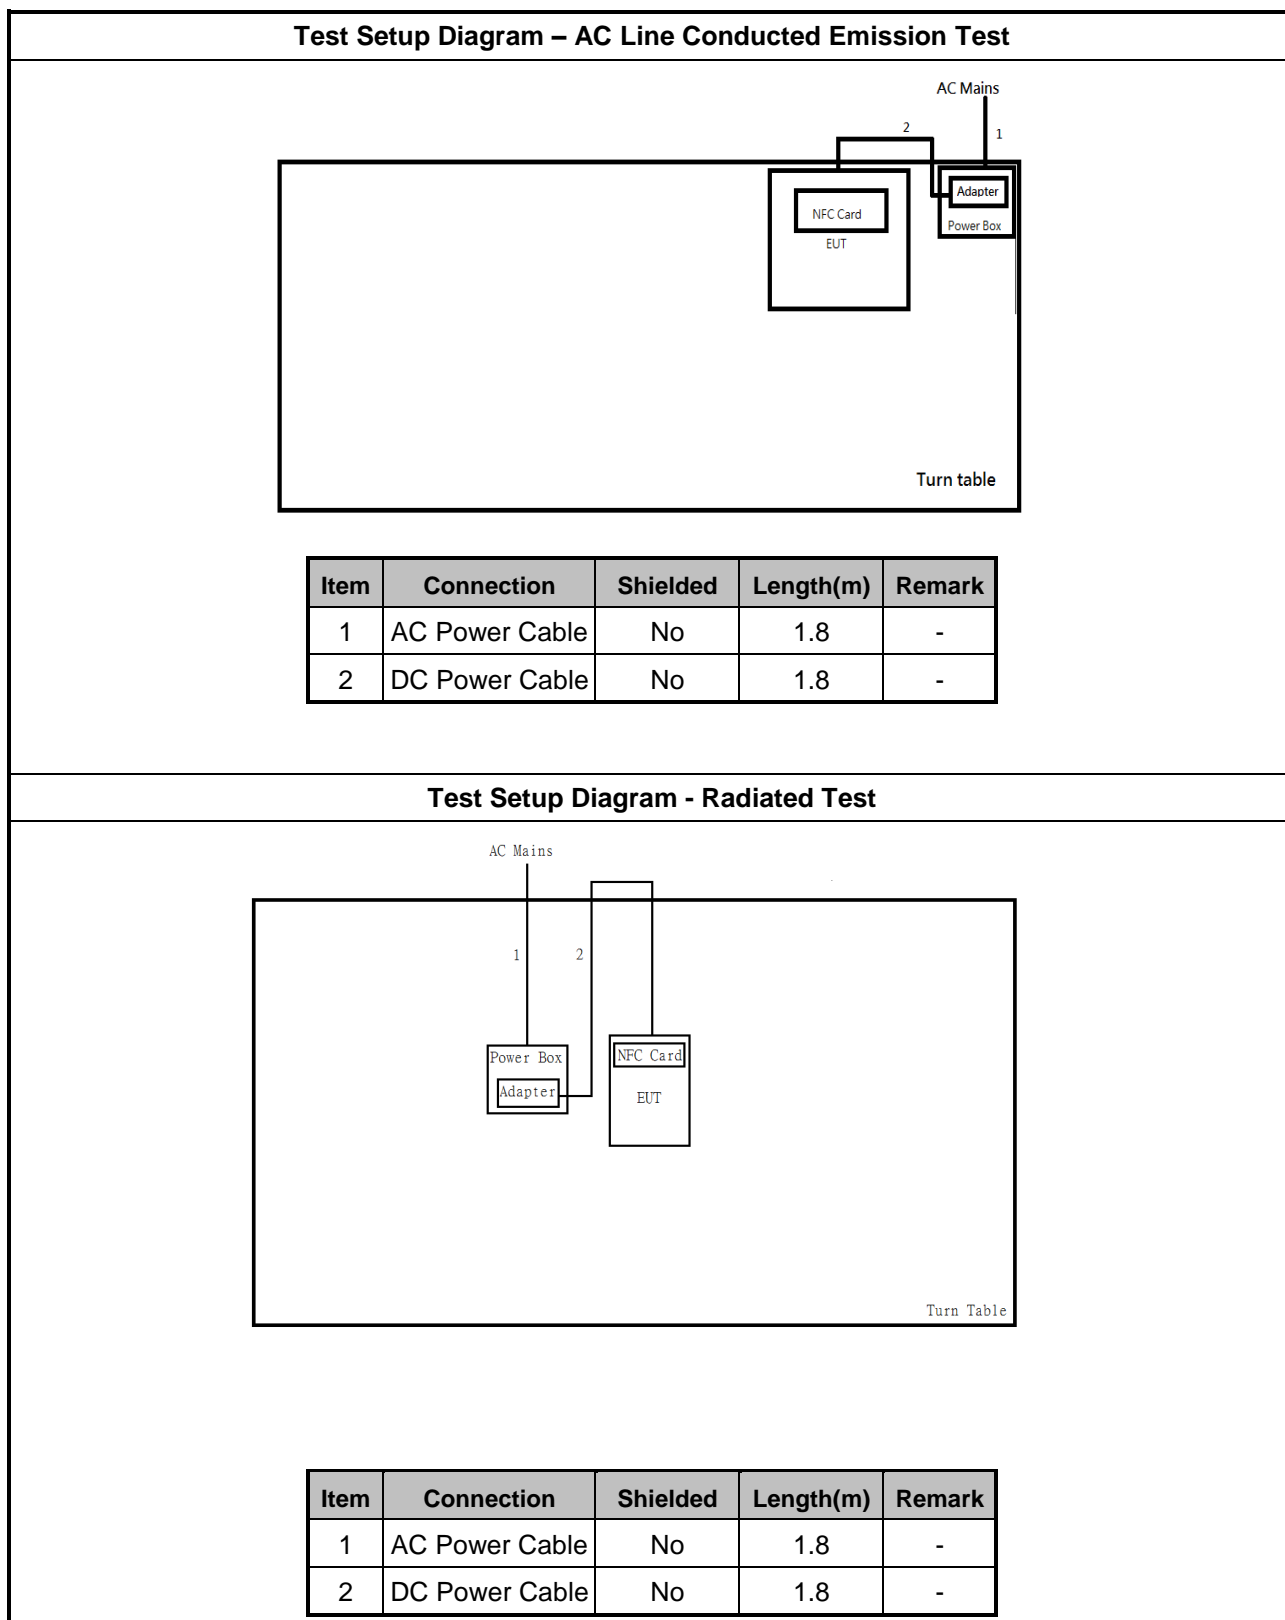 Test Setup Diagram – AC Line Conducted Emission Test
AC Mains
2
1
Adapter
Power Box
NFC Card
EUT
Turn table
Item Connection Shielded Length(m) Remark
1 AC Power Cable No 1.8 -
2 DC Power Cable No 1.8 -
Test Setup Diagram - Radiated Test
AC Mains
1 2
Power Box
Adapter
NFC Card
EUT
Turn Table
Item Connection Shielded Length(m) Remark
1 AC Power Cable No 1.8 -
2 DC Power Cable No 1.8 -